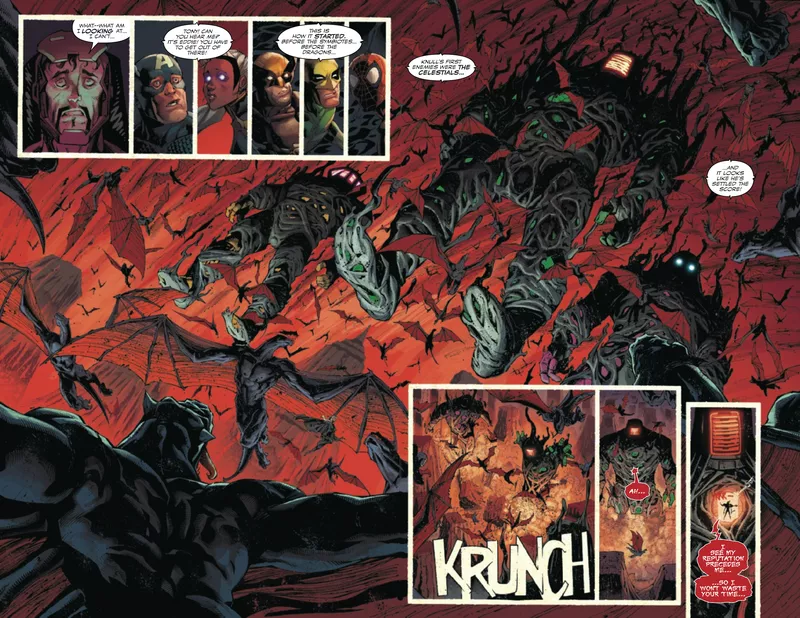 WHAT--WHAT AM
I LOOKING AT...
I CAN'T...
TONY! CAN
YOU HEAR ME?
IT'S EDDIE! YOU HAVE
TO GET OUT OF
THERE!
THIS IS
HOW IT STARTED.
BEFORE THE SYMBIOTES...
BEFORE THE
DRAGONS...
KNULL'S FIRST
ENEMIES WERE THE
CELESTIALS...
...AND
IT LOOKS
LIKE HE'S
SETTLED THE
SCORE!
KRUNCH
AH...
I
SEE MY
REPUTATION
PRECEDES
ME...
...SO I
WON'T WASTE
YOUR TIME...